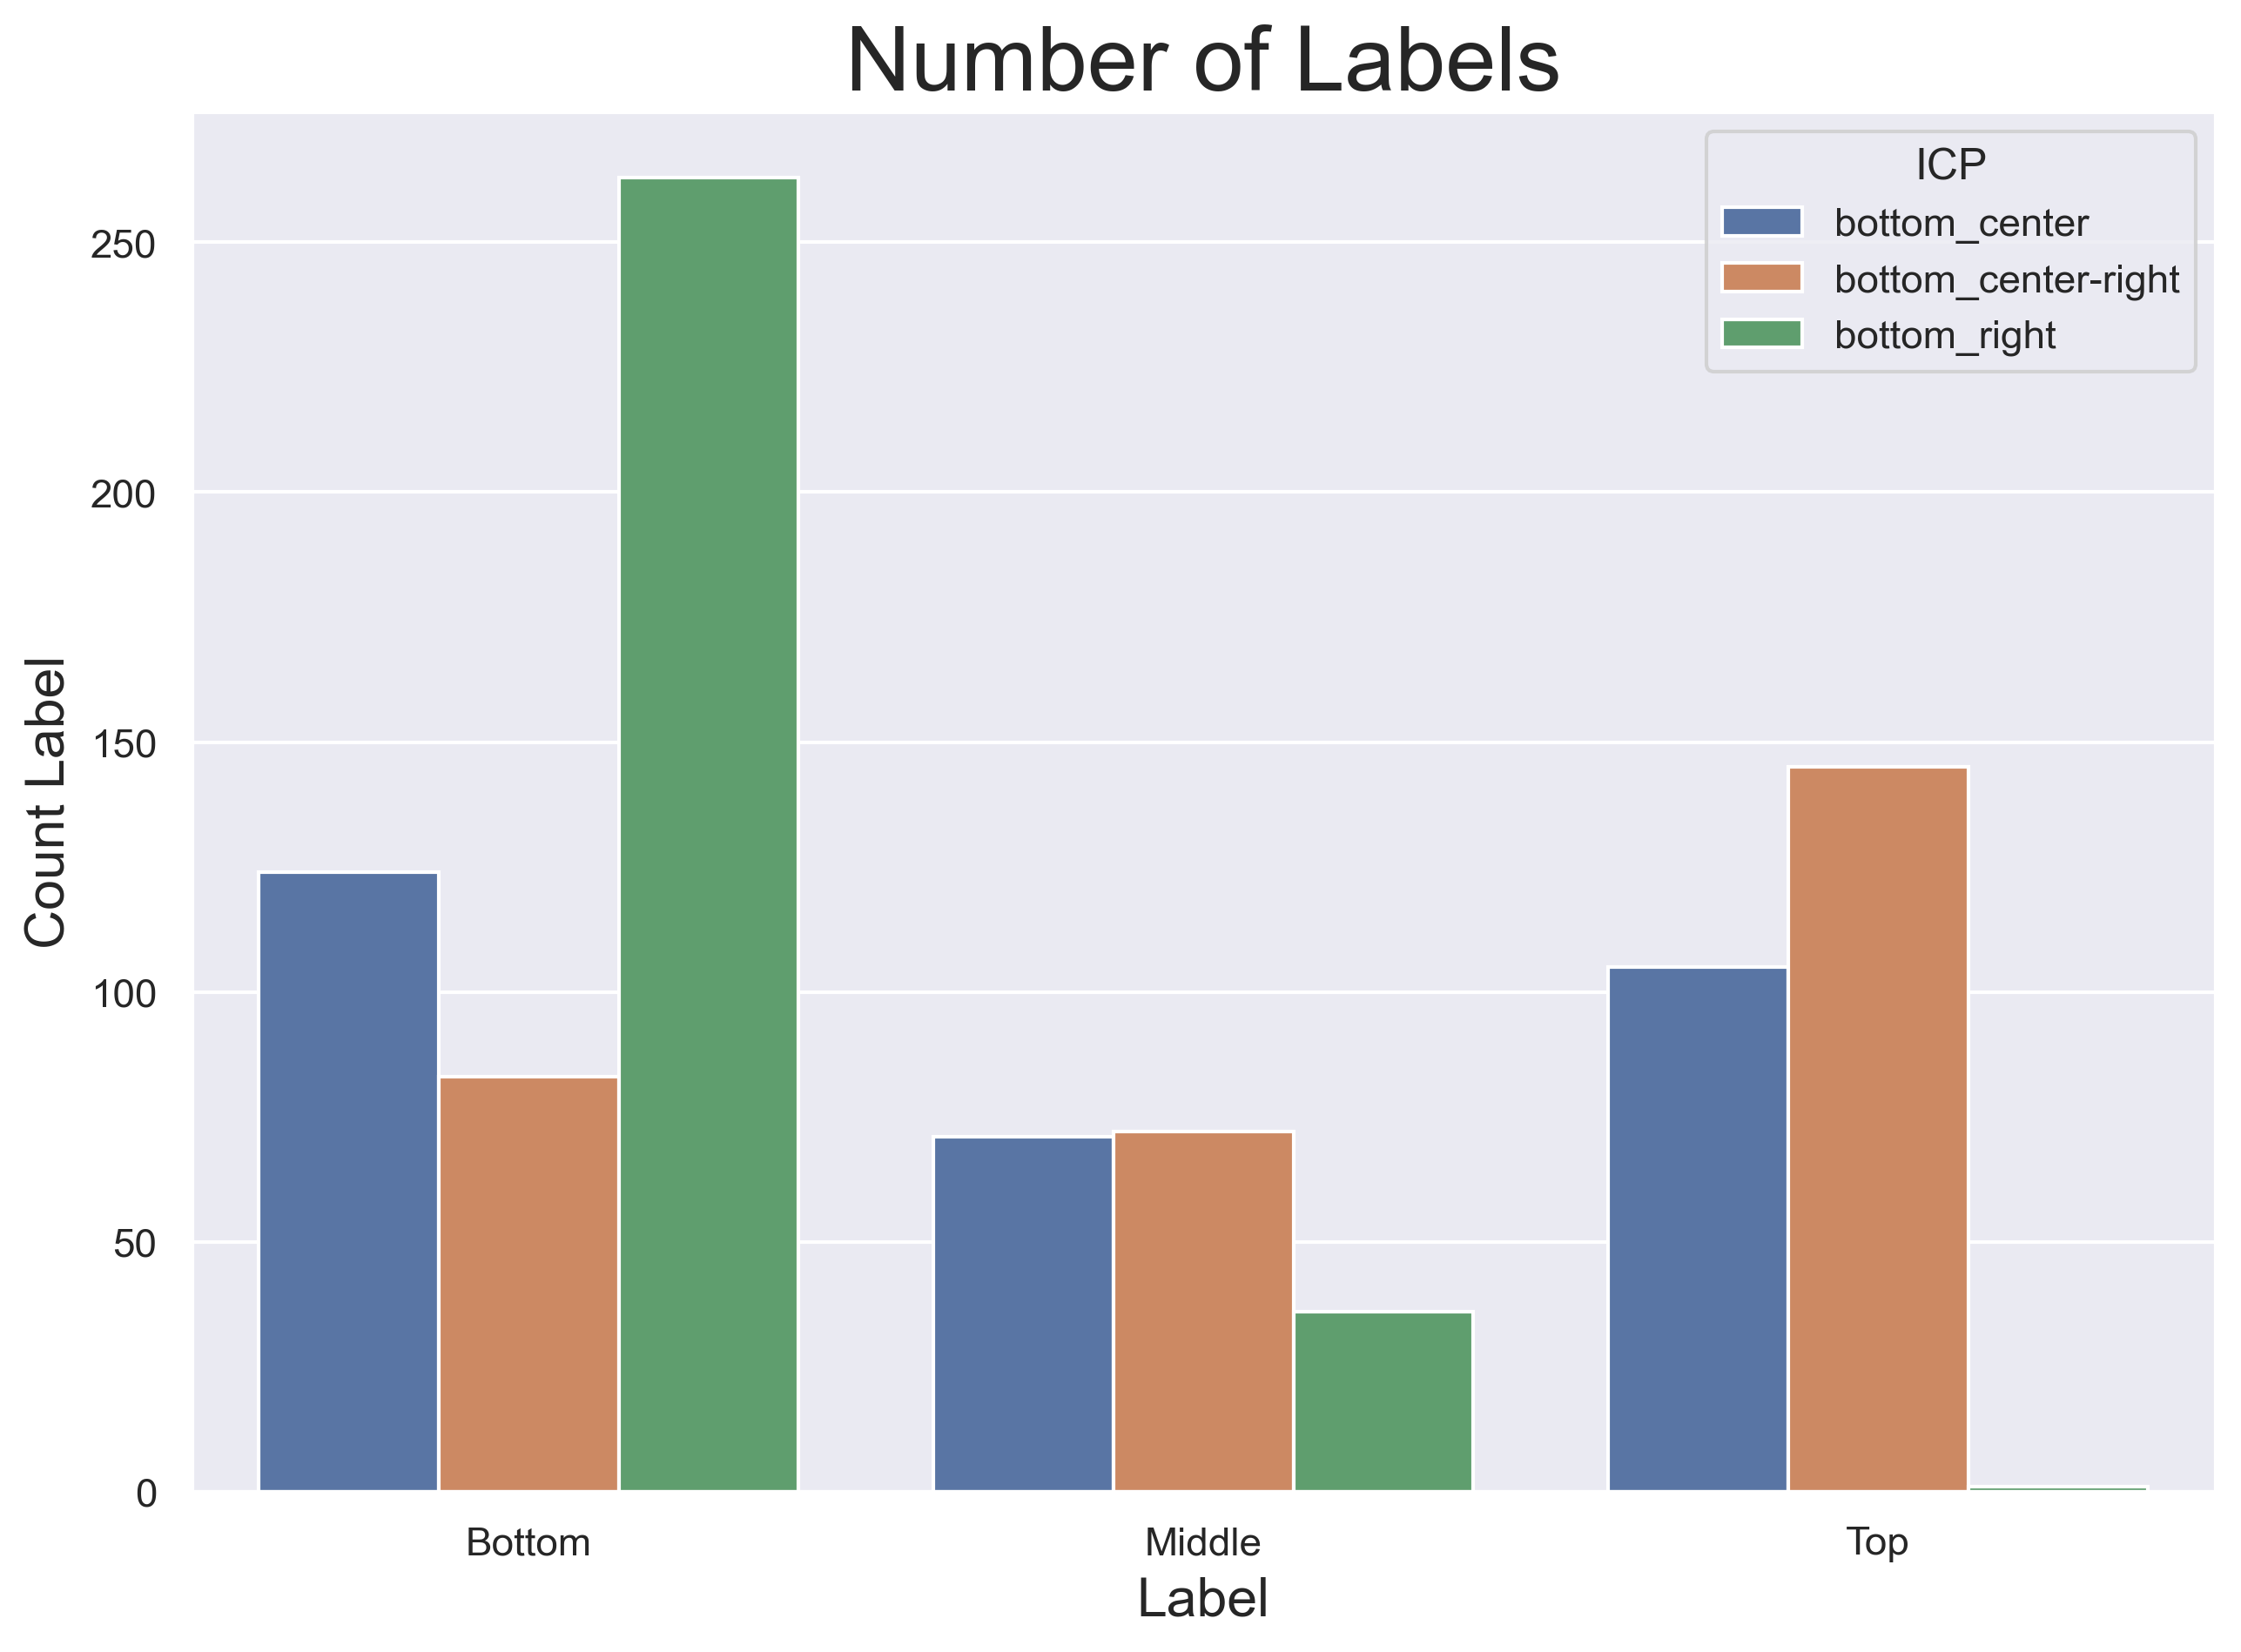 Number of Labels
ICP
bottom_center
bottom_center-right
bottom_right
250
200
150
100
50
0
Count Label
Bottom
Middle
Top
Label